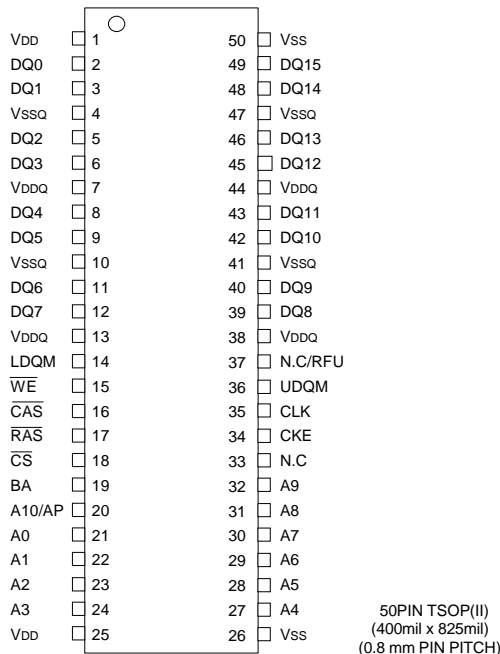 VDD 1 50 VSS
DQ0 2 49 DQ15
DQ1 3 48 DQ14
VSSQ 4 47 VSSQ
DQ2 5 46 DQ13
DQ3 6 45 DQ12
VDDQ 7 44 VDDQ
DQ4 8 43 DQ11
DQ5 9 42 DQ10
VSSQ 10 41 VSSQ
DQ6 11 40 DQ9
DQ7 12 39 DQ8
VDDQ 13 38 VDDQ
LDQM 14 37 N.C/RFU
W̅E̅ 15 36 UDQM
C̅A̅S̅ 16 35 CLK
R̅A̅S̅ 17 34 CKE
C̅S̅ 18 33 N.C
BA 19 32 A9
A10/AP 20 31 A8
A0 21 30 A7
A1 22 29 A6
A2 23 28 A5
A3 24 27 A4
VDD 25 26 VSS
50PIN TSOP(II)
(400mil x 825mil)
(0.8 mm PIN PITCH)